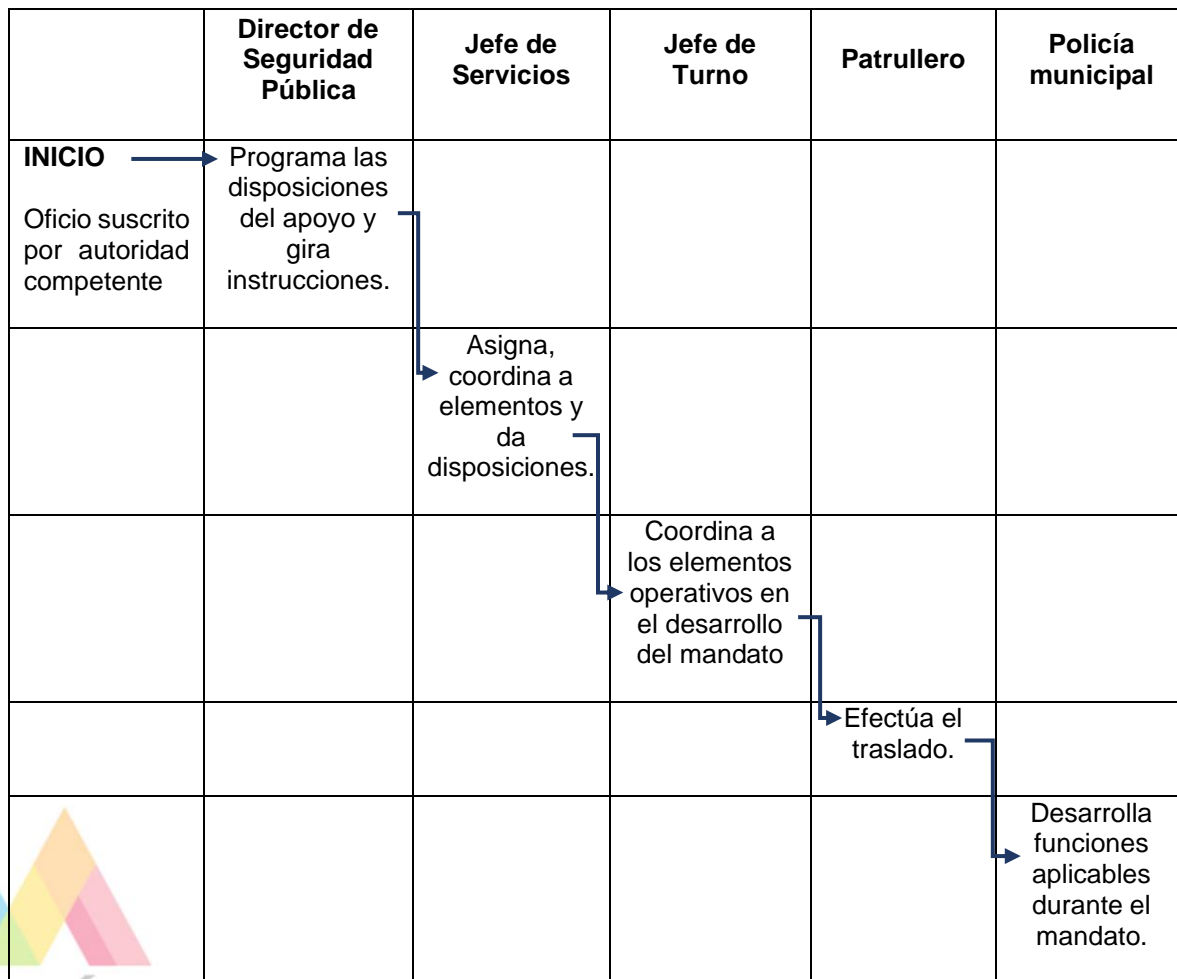 Director de
Seguridad
Pública
Jefe de
Servicios
Jefe de
Turno
Patrullero
Policía
municipal
INICIO
Oficio suscrito
por autoridad
competente
Programa las
disposiciones
del apoyo y
gira
instrucciones.
Asigna,
coordina a
elementos y
da
disposiciones.
Coordina a
los elementos
operativos en
el desarrollo
del mandato
Efectúa el
traslado.
Desarrolla
funciones
aplicables
durante el
mandato.